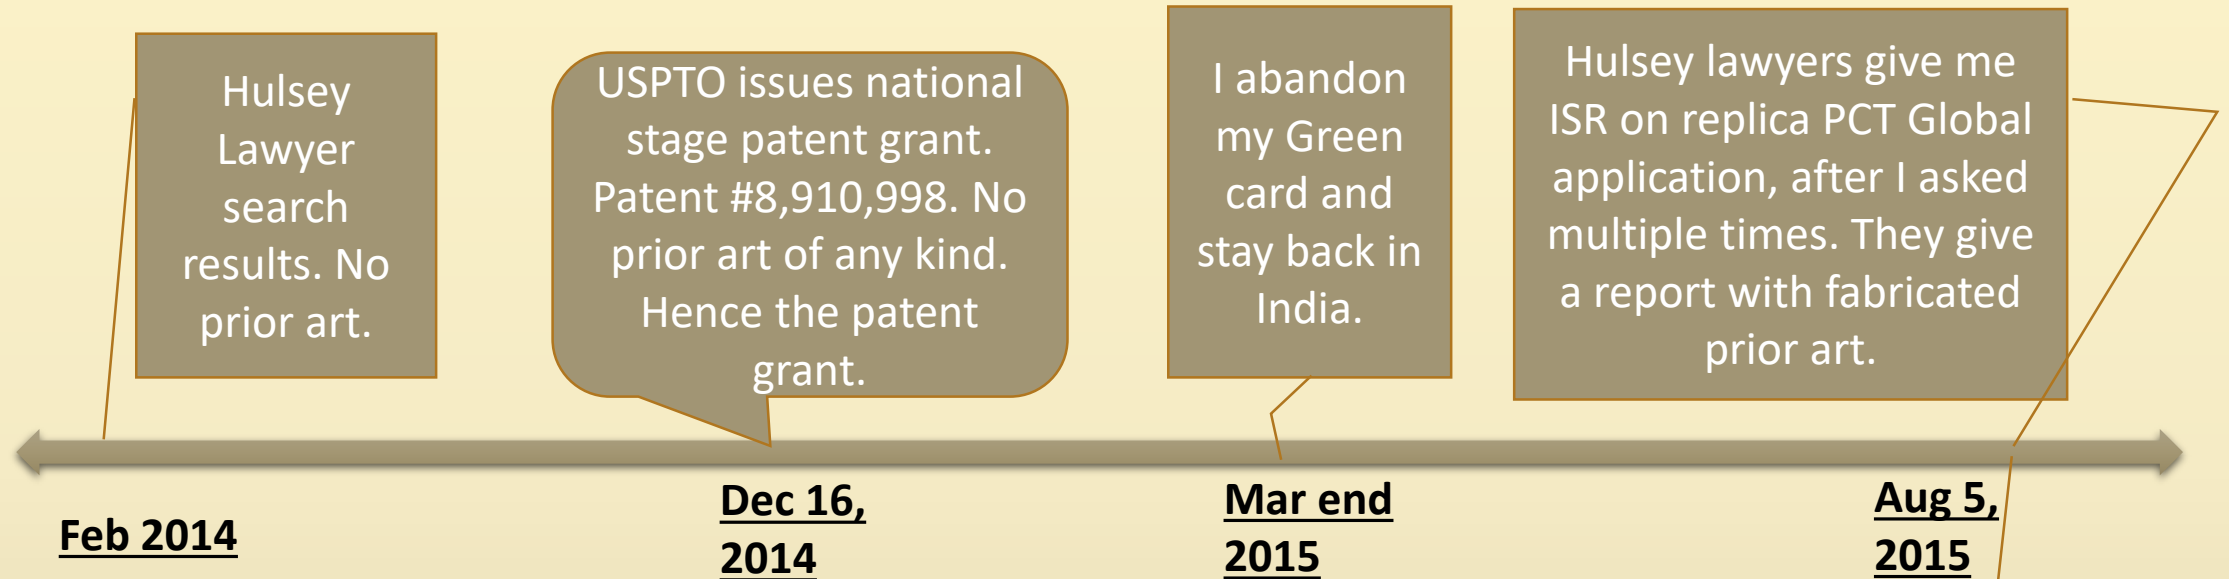 Hulsey
Lawyer
search
results. No
prior art.
USPTO issues national
stage patent grant.
Patent #8,910,998. No
prior art of any kind.
Hence the patent
grant.
I abandon
my Green
card and
stay back in
India.
Hulsey lawyers give me
ISR on replica PCT Global
application, after I asked
multiple times. They give
a report with fabricated
prior art.
Feb 2014
Dec 16,
2014
Mar end
2015
Aug 5,
2015